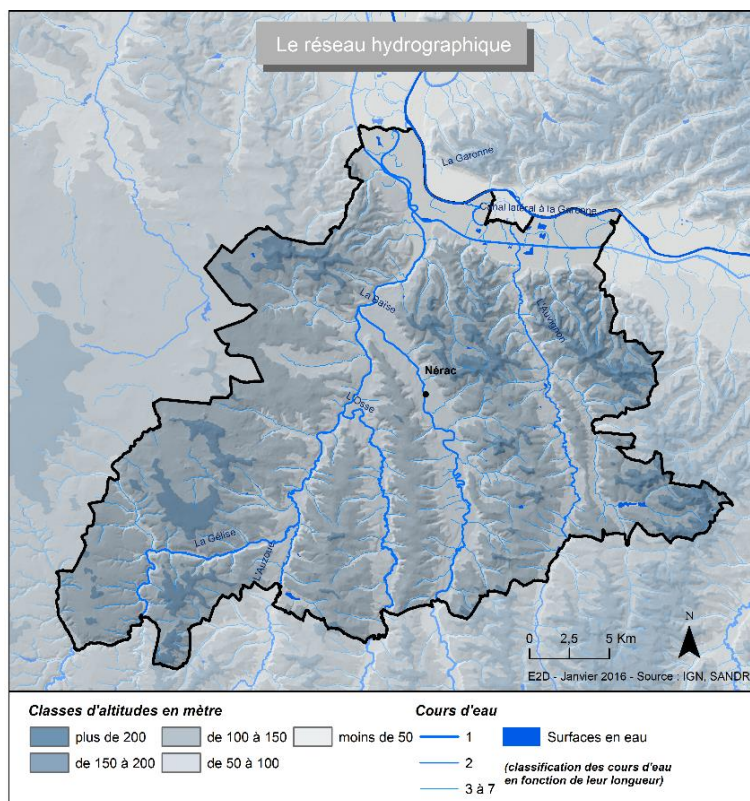 Le réseau hydrographique
La Garonne
Canal latéral à la Garonne
La Baïse
L'Auvignon
Nérac
L'Osse
La Gélise
L'Auzoue
N
0 2,5 5 Km
E2D - Janvier 2016 - Source : IGN, SANDR
Classes d'altitudes en mètre
plus de 200
de 100 à 150
moins de 50
de 150 à 200
de 50 à 100
Cours d'eau
1
2
3 à 7
Surfaces en eau
(classification des cours d'eau
en fonction de leur longueur)